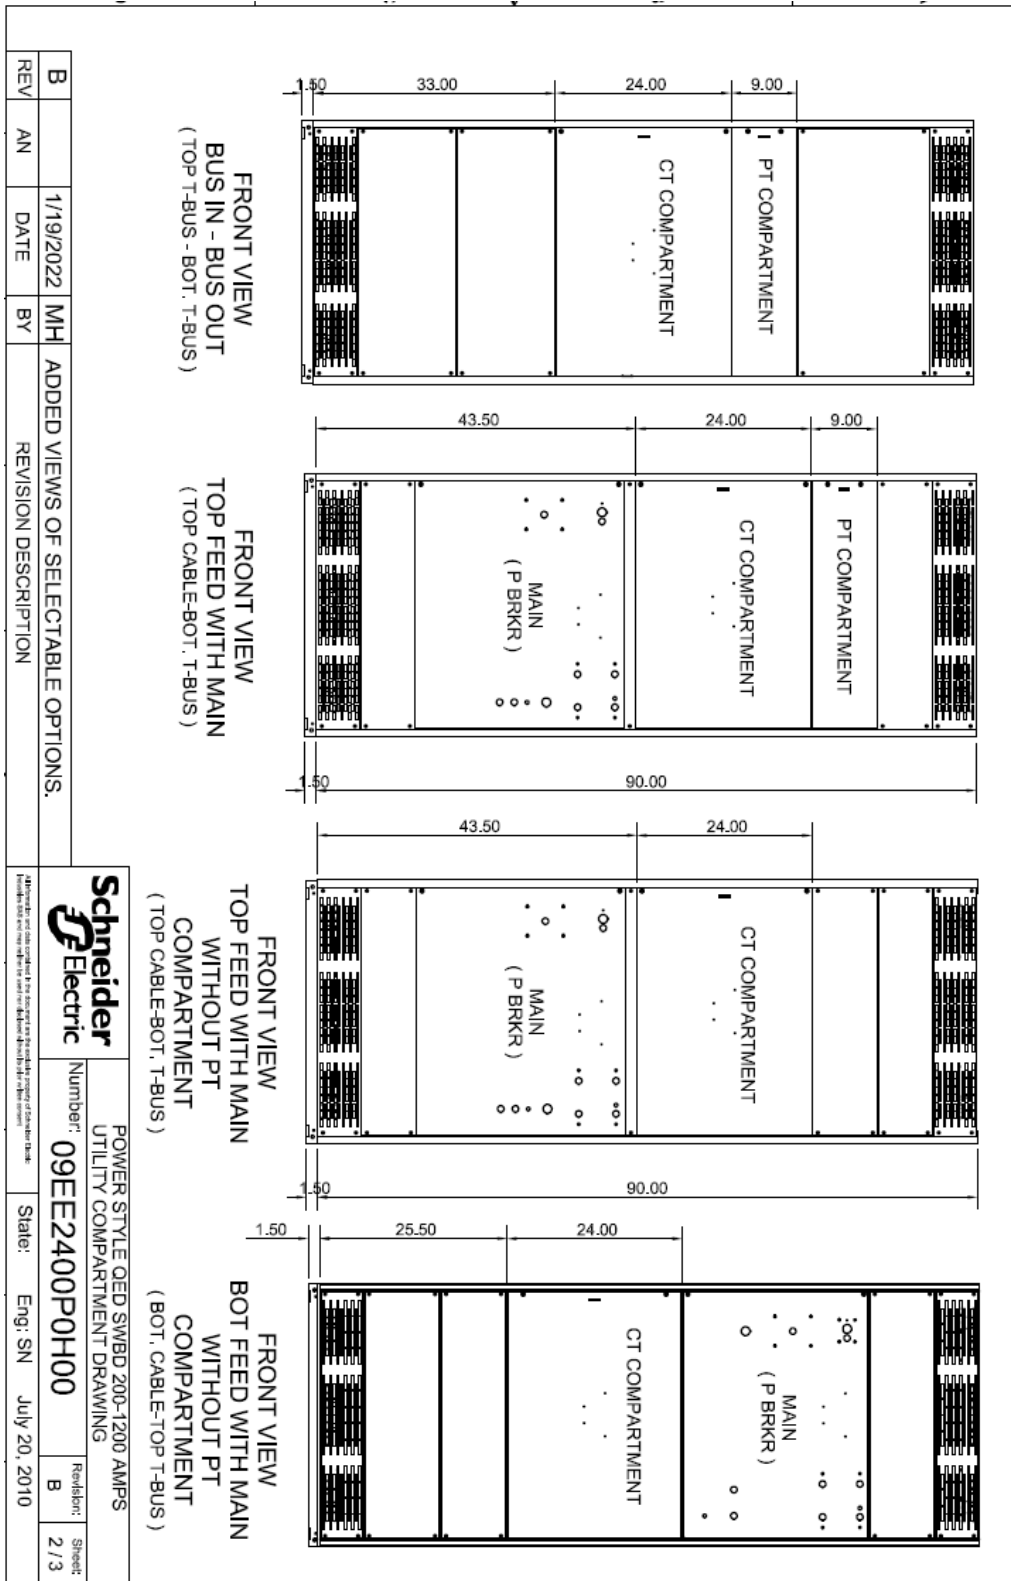 1.50
33.00
24.00
9.00
PT COMPARTMENT
CT COMPARTMENT
FRONT VIEW
BUS IN - BUS OUT
( TOP T-BUS - BOT. T-BUS )
43.50
24.00
9.00
PT COMPARTMENT
CT COMPARTMENT
MAIN
( P BRKR )
FRONT VIEW
TOP FEED WITH MAIN
( TOP CABLE-BOT. T-BUS )
1.50
90.00
43.50
24.00
CT COMPARTMENT
MAIN
( P BRKR )
FRONT VIEW
TOP FEED WITH MAIN
WITHOUT PT
COMPARTMENT
( TOP CABLE-BOT. T-BUS )
1.50
90.00
1.50
25.50
24.00
MAIN
( P BRKR )
CT COMPARTMENT
FRONT VIEW
BOT FEED WITH MAIN
WITHOUT PT
COMPARTMENT
( BOT. CABLE-TOP T-BUS )
B 1/19/2022 MH ADDED VIEWS OF SELECTABLE OPTIONS.
REV AN DATE BY REVISION DESCRIPTION
Schneider
Electric
POWER STYLE QED SWBD 200-1200 AMPS
UTILITY COMPARTMENT DRAWING
Number: 09EE2400P0H00
Revision: B
Sheet: 2 / 3
State: Eng: SN July 20, 2010